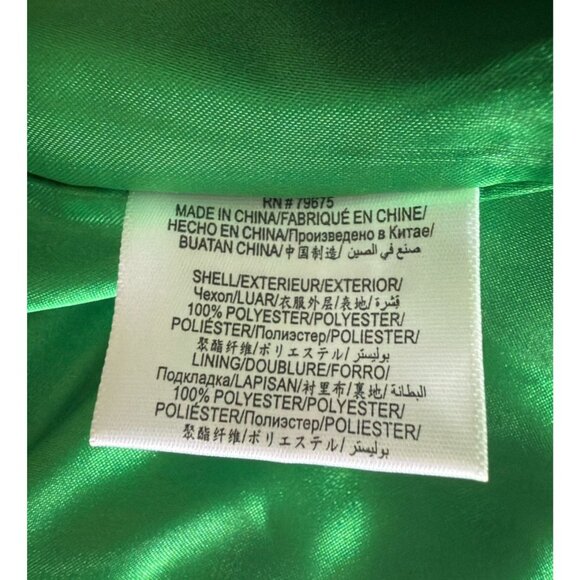 RN# 79675
MADE IN CHINA/FABRIQUÉ EN CHINE/
HECHO EN CHINA/Произведено в Китае/
BUATAN CHINA/中国制造/ صنع في الصين
SHELL/EXTERIEUR/EXTERIOR/
Чехол/LUAR/衣服外层/表地/ قشرة/
100% POLYESTER/POLYESTER/
POLIÉSTER/Полиэстер/POLIESTER/
聚酯纤维/ポリエステル/ بوليستر/
LINING/DOUBLURE/FORRO/
Подкладка/LAPISAN/衬里布/裏地/ البطانة/
100% POLYESTER/POLYESTER/
POLIÉSTER/Полиэстер/POLIESTER/
聚酯纤维/ポリエステル/ بوليستر/